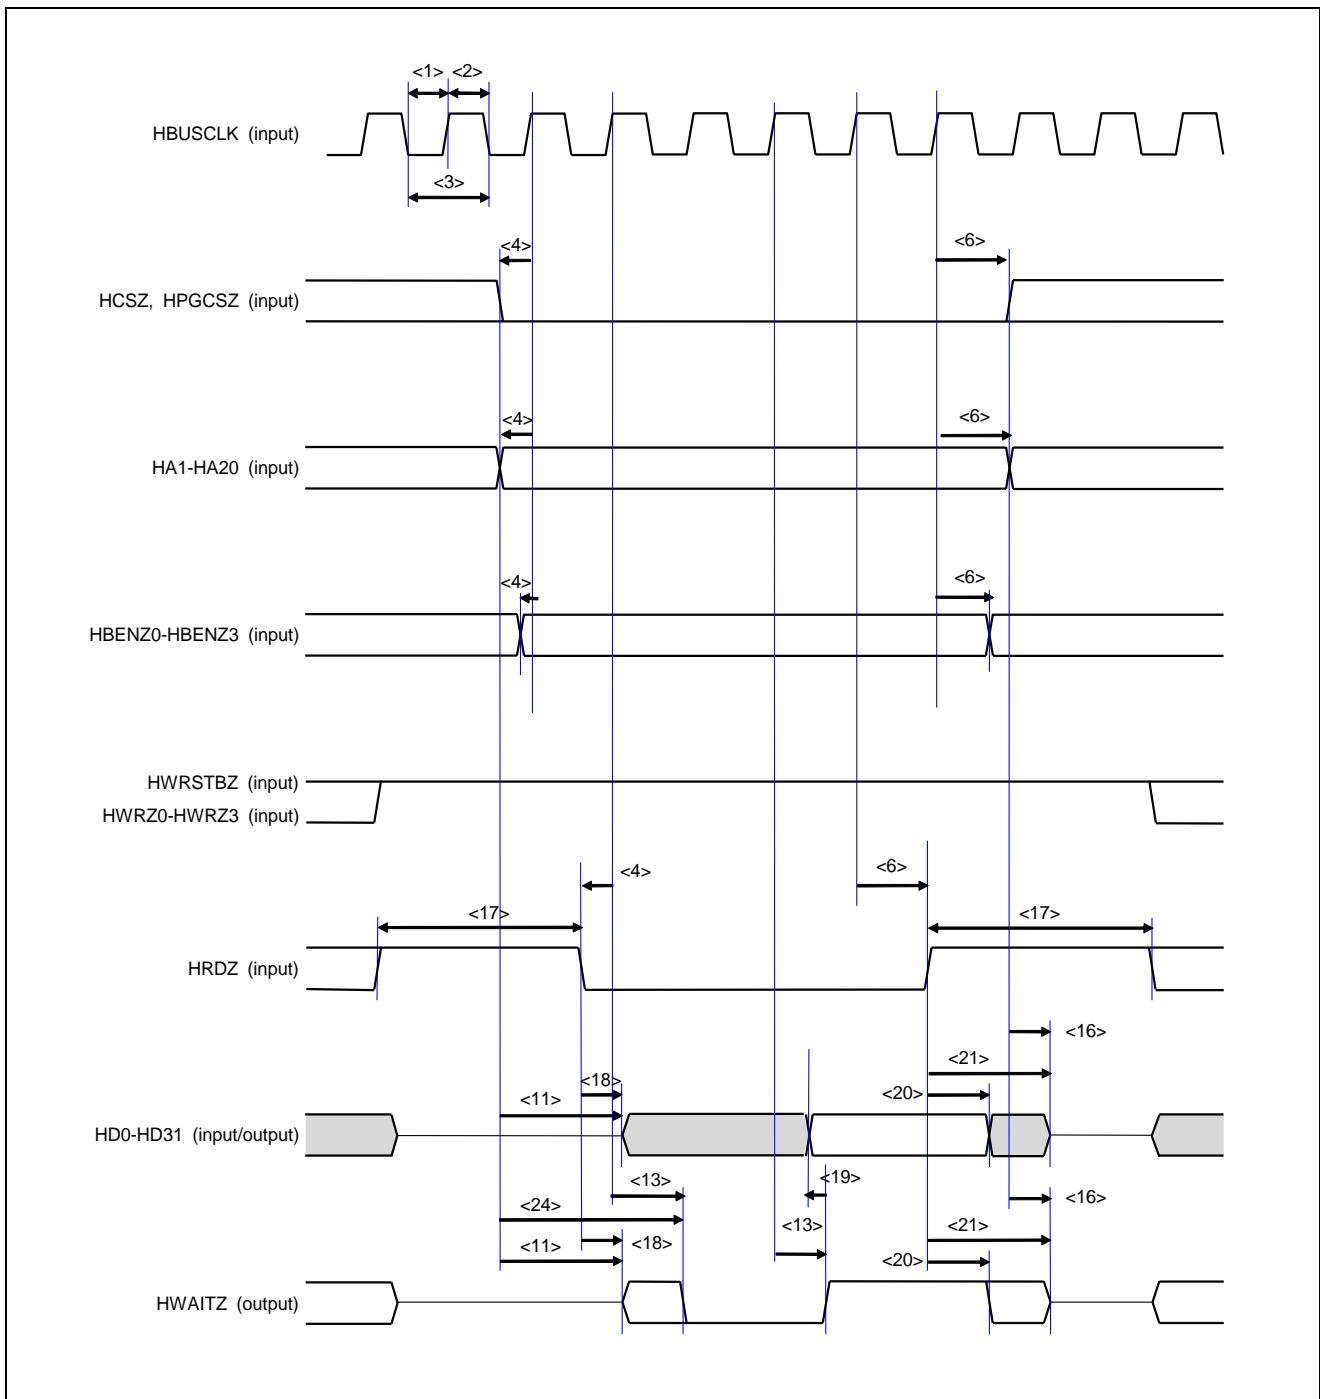 <1> <2>
HBUSCLK (input)
<3>
<4> <6>
HCSZ, HPGCSZ (input)
<4> <6>
HA1-HA20 (input)
<4> <6>
HBENZ0-HBENZ3 (input)
HWRSTBZ (input)
HWRZ0-HWRZ3 (input)
<4> <6>
<17> <17>
HRDZ (input)
<16>
<21>
<18> <20>
<11>
HD0-HD31 (input/output)
<13> <19> <16>
<24>
<13> <21>
<11> <18> <20>
HWAITZ (output)